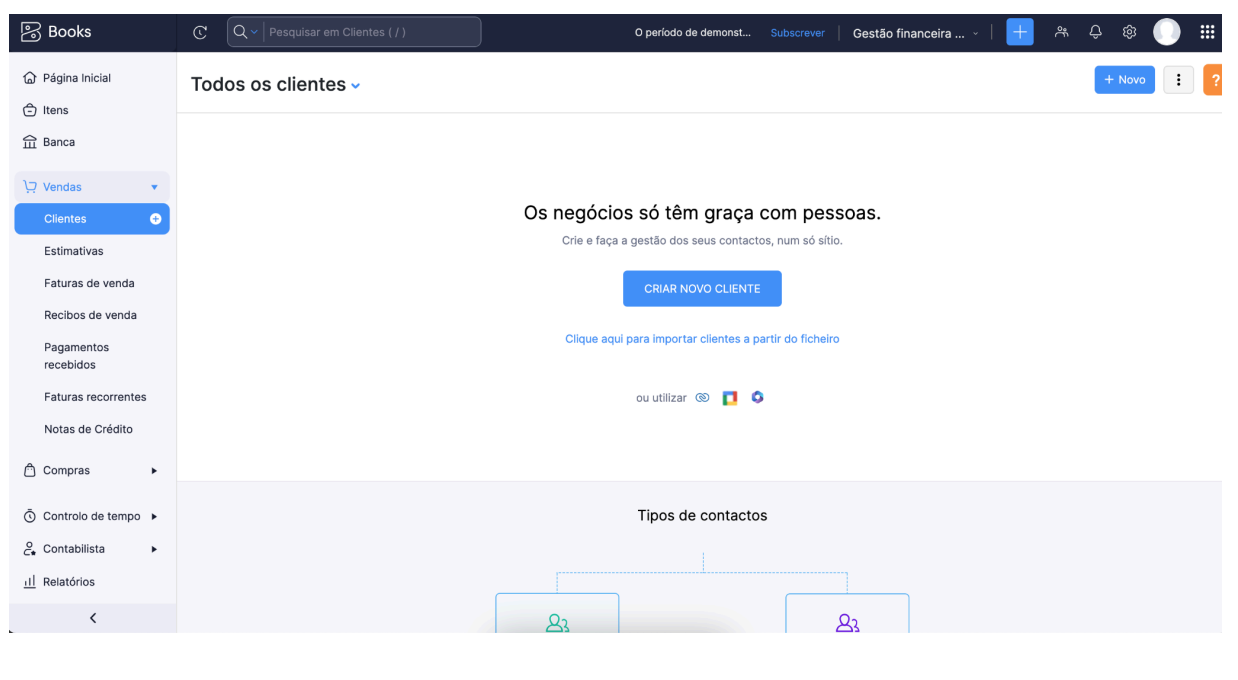 Books
Pesquisar em Clientes ( / )
O período de demonst...
Subscrever
Gestão financeira ...
Página Inicial
Itens
Banca
Vendas
Clientes
Estimativas
Faturas de venda
Recibos de venda
Pagamentos
recebidos
Faturas recorrentes
Notas de Crédito
Compras
Controlo de tempo
Contabilista
Relatórios
Todos os clientes
+ Novo
?
Os negócios só têm graça com pessoas.
Crie e faça a gestão dos seus contactos, num só sítio.
CRIAR NOVO CLIENTE
Clique aqui para importar clientes a partir do ficheiro
ou utilizar
Tipos de contactos